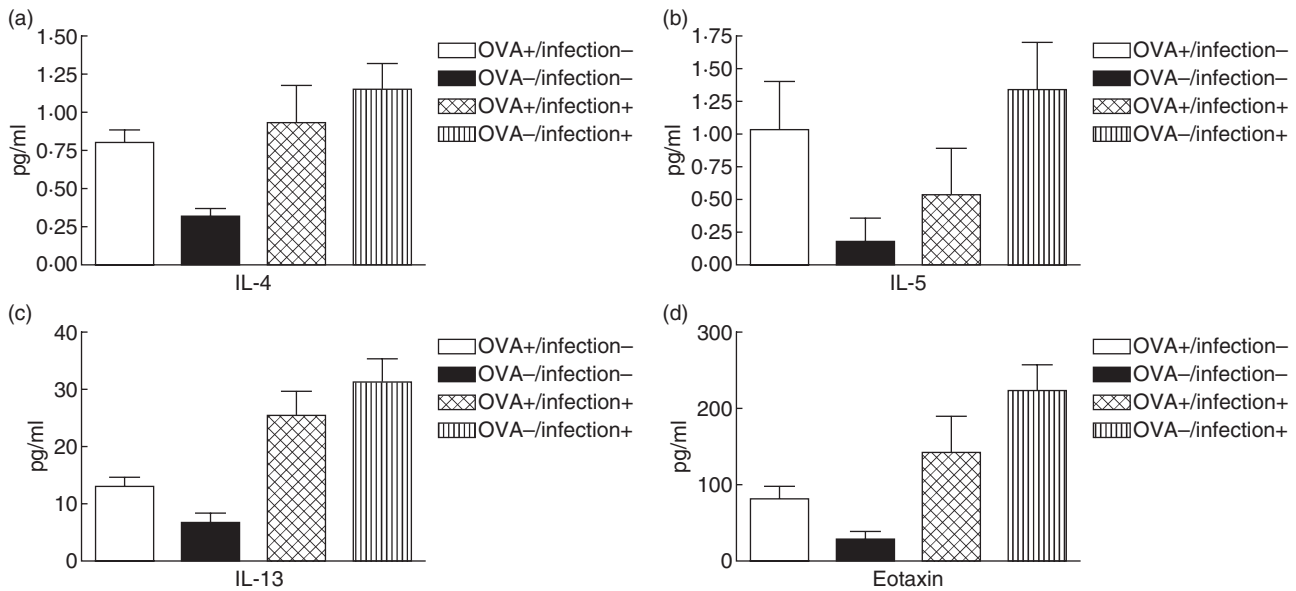 (a)
1·50
1·25
1·00
0·75
0·50
0·25
0·00
pg/ml
IL-4
OVA+/infection–
OVA–/infection–
OVA+/infection+
OVA–/infection+
(b)
1·75
1·50
1·25
1·00
0·75
0·50
0·25
0·00
pg/ml
IL-5
OVA+/infection–
OVA–/infection–
OVA+/infection+
OVA–/infection+
(c)
40
30
20
10
0
pg/ml
IL-13
OVA+/infection–
OVA–/infection–
OVA+/infection+
OVA–/infection+
(d)
300
200
100
0
pg/ml
Eotaxin
OVA+/infection–
OVA–/infection–
OVA+/infection+
OVA–/infection+